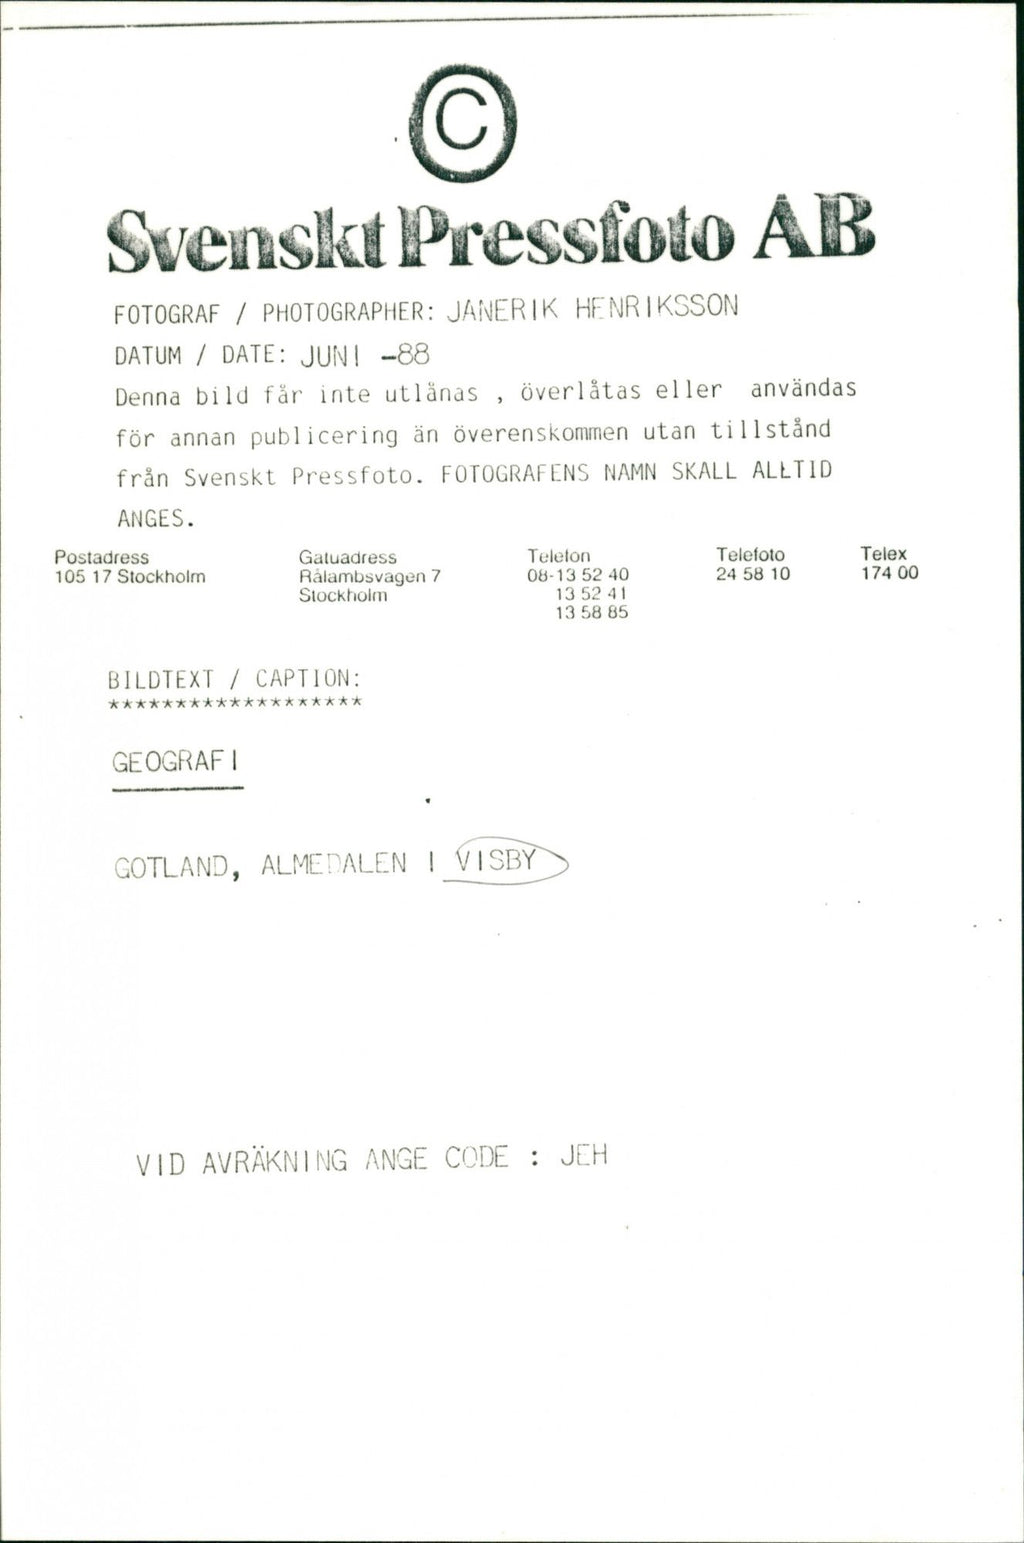 ©
Svenskt Pressfoto AB
FOTOGRAF / PHOTOGRAPHER: JANERIK HENRIKSSON
DATUM / DATE: JUNI -88
Denna bild får inte utlånas , överlåtas eller användas
för annan publicering än överenskommen utan tillstånd
från Svenskt Pressfoto. FOTOGRAFENS NAMN SKALL ALLTID
ANGES.
Postadress Gatuadress Telefon Telefoto Telex
105 17 Stockholm Rålambsvägen 7 08-13 52 40 24 58 10 174 00
Stockholm 13 52 41
13 58 85
BILDTEXT / CAPTION:
*******************
GEOGRAFI
GOTLAND, ALMEDALEN I VISBY
VID AVRÄKNING ANGE CODE : JEH